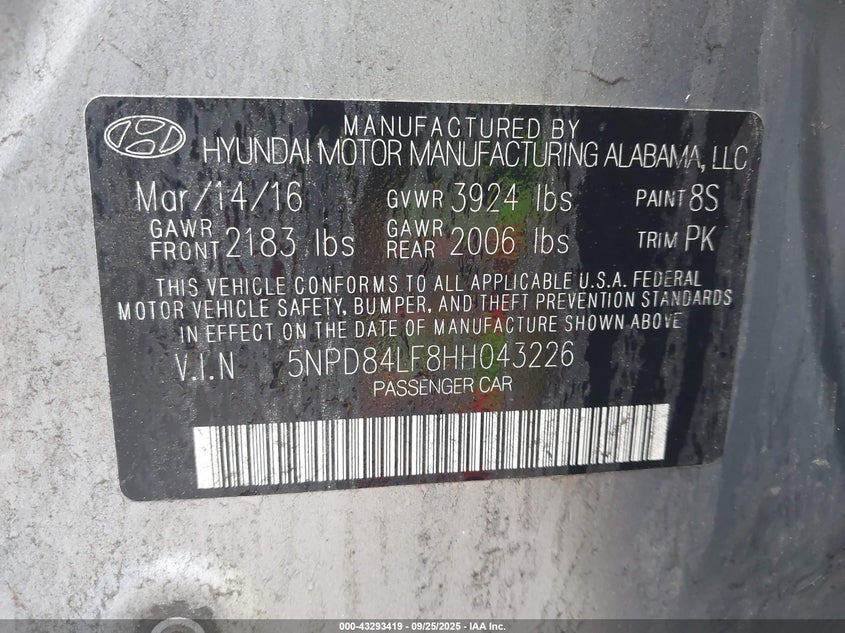 MANUFACTURED BY
HYUNDAI MOTOR MANUFACTURING ALABAMA, LLC
Mar/14/16 GVWR 3924 lbs PAINT 8S
GAWR FRONT 2183 lbs GAWR REAR 2006 lbs TRIM PK
THIS VEHICLE CONFORMS TO ALL APPLICABLE U.S.A. FEDERAL
MOTOR VEHICLE SAFETY, BUMPER, AND THEFT PREVENTION STANDARDS
IN EFFECT ON THE DATE OF MANUFACTURE SHOWN ABOVE.
V.I.N 5NPD84LF8HH043226
PASSENGER CAR
000-43293419 - 09/25/2025 - IAA Inc.